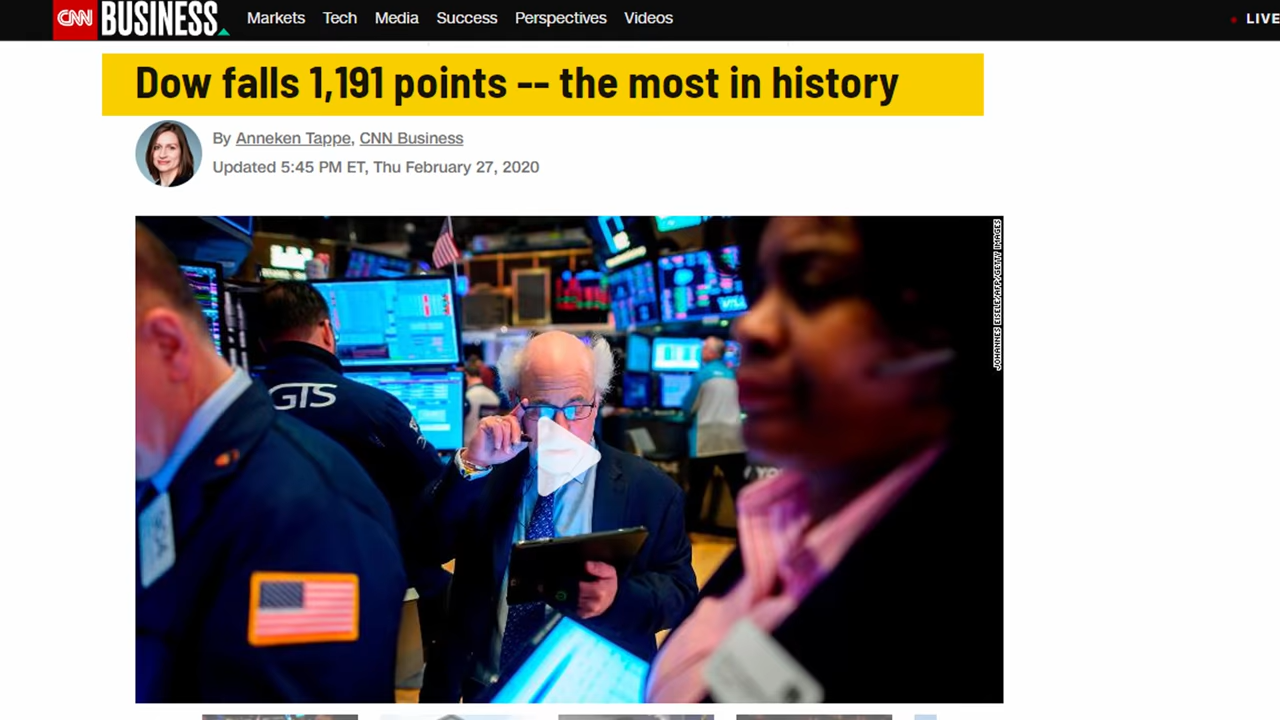 CNN BUSINESS
Markets Tech Media Success Perspectives Videos
LIVE
Dow falls 1,191 points -- the most in history
By Anneken Tappe, CNN Business
Updated 5:45 PM ET, Thu February 27, 2020
JOHANNES EISELE/AFP/GETTY IMAGES
GTS